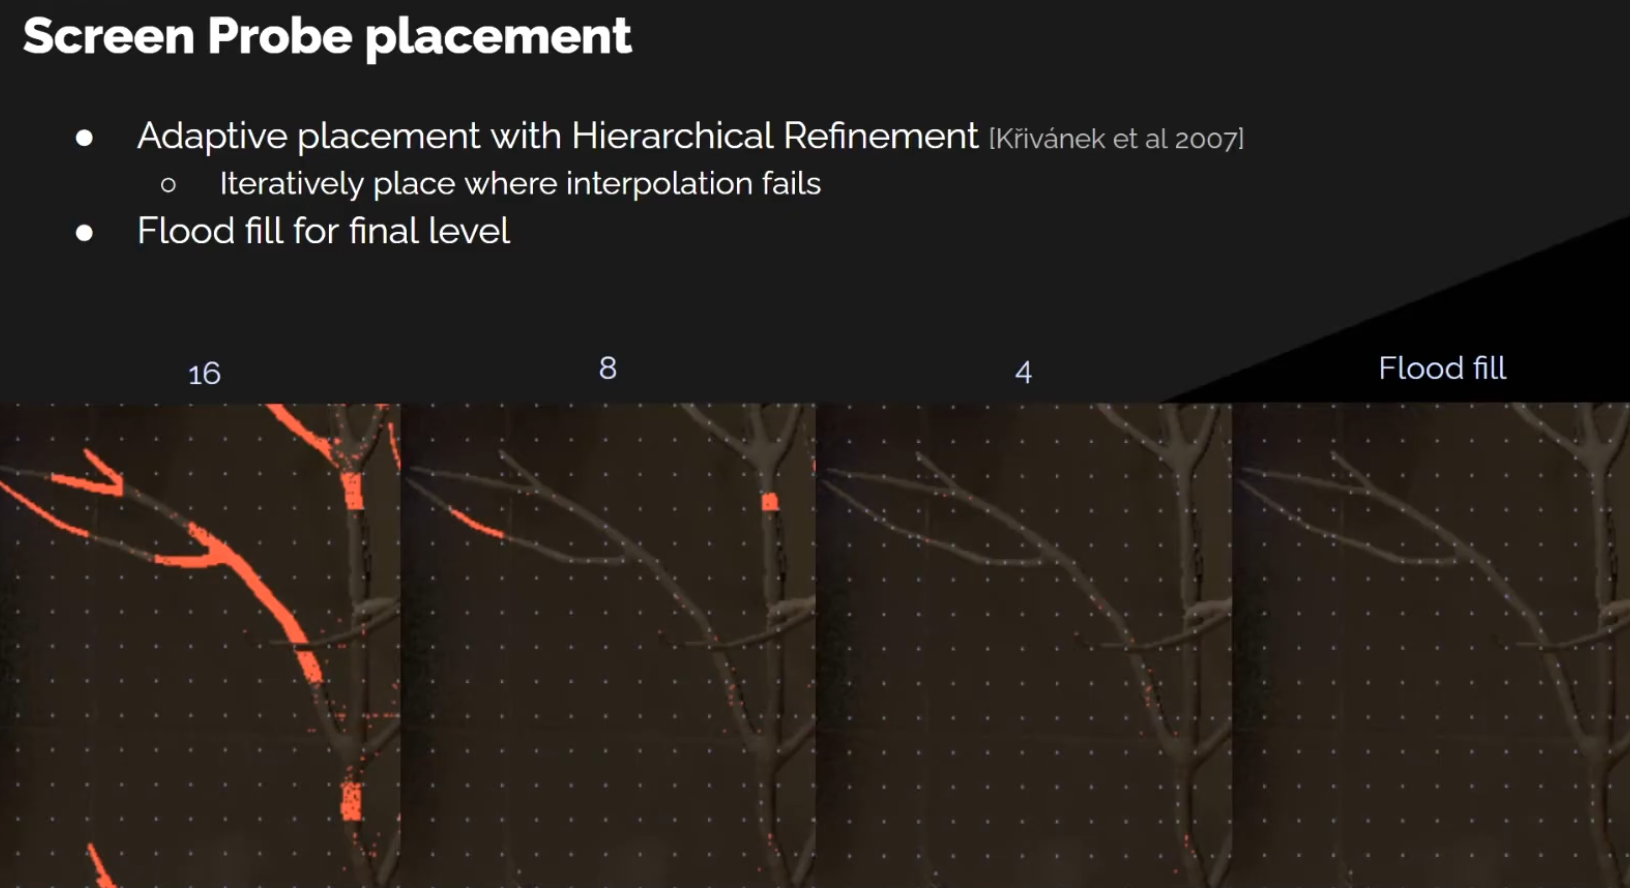 Screen Probe placement
● Adaptive placement with Hierarchical Refinement [Křivánek et al 2007]
○ Iteratively place where interpolation fails
● Flood fill for final level
16 8 4 Flood fill